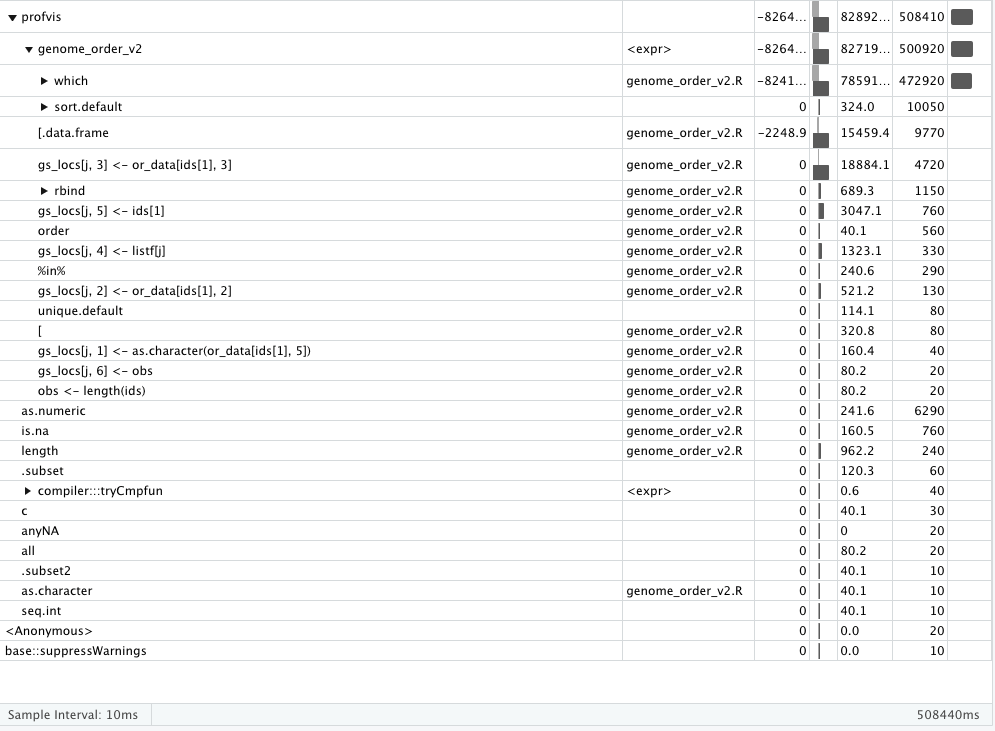 ▼ profvis -8264... 82892... 508410
▼ genome_order_v2 <expr> -8264... 82719... 500920
▶ which genome_order_v2.R -8241... 78591... 472920
▶ sort.default 0 324.0 10050
[.data.frame genome_order_v2.R -2248.9 15459.4 9770
gs_locs[j, 3] <- or_data[ids[1], 3] genome_order_v2.R 0 18884.1 4720
▶ rbind genome_order_v2.R 0 689.3 1150
gs_locs[j, 5] <- ids[1] genome_order_v2.R 0 3047.1 760
order genome_order_v2.R 0 40.1 560
gs_locs[j, 4] <- listf[j] genome_order_v2.R 0 1323.1 330
%in% genome_order_v2.R 0 240.6 290
gs_locs[j, 2] <- or_data[ids[1], 2] genome_order_v2.R 0 521.2 130
unique.default 0 114.1 80
[ genome_order_v2.R 0 320.8 80
gs_locs[j, 1] <- as.character(or_data[ids[1], 5]) genome_order_v2.R 0 160.4 40
gs_locs[j, 6] <- obs genome_order_v2.R 0 80.2 20
obs <- length(ids) genome_order_v2.R 0 80.2 20
as.numeric genome_order_v2.R 0 241.6 6290
is.na genome_order_v2.R 0 160.5 760
length genome_order_v2.R 0 962.2 240
.subset 0 120.3 60
▶ compiler:::tryCmpfun <expr> 0 0.6 40
c 0 40.1 30
anyNA 0 0 20
all 0 80.2 20
.subset2 0 40.1 10
as.character genome_order_v2.R 0 40.1 10
seq.int 0 40.1 10
<Anonymous> 0 0.0 20
base::suppressWarnings 0 0.0 10
Sample Interval: 10ms 508440ms